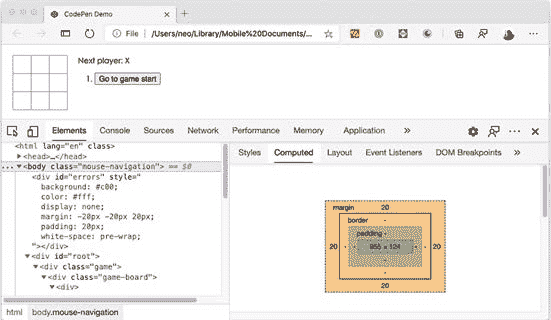 CodePen Demo
File | /Users/neo/Library/Mobile%20Documents/...
Next player: X
1. Go to game start
Elements Console Sources Network Performance Memory Application »
<html lang="en" class>
<head>…</head>
... <body class="mouse-navigation"> == $0
<div id="errors" style="
background: #c00;
color: #fff;
display: none;
margin: -20px -20px 20px;
padding: 20px;
white-space: pre-wrap;
"></div>
<div id="root">
<div class="game">
<div class="game-board">
<div>
html body.mouse-navigation
Styles Computed Layout Event Listeners DOM Breakpoints »
margin 20
border -
padding -
20 - - 955 × 124 - - 20
-
-
20